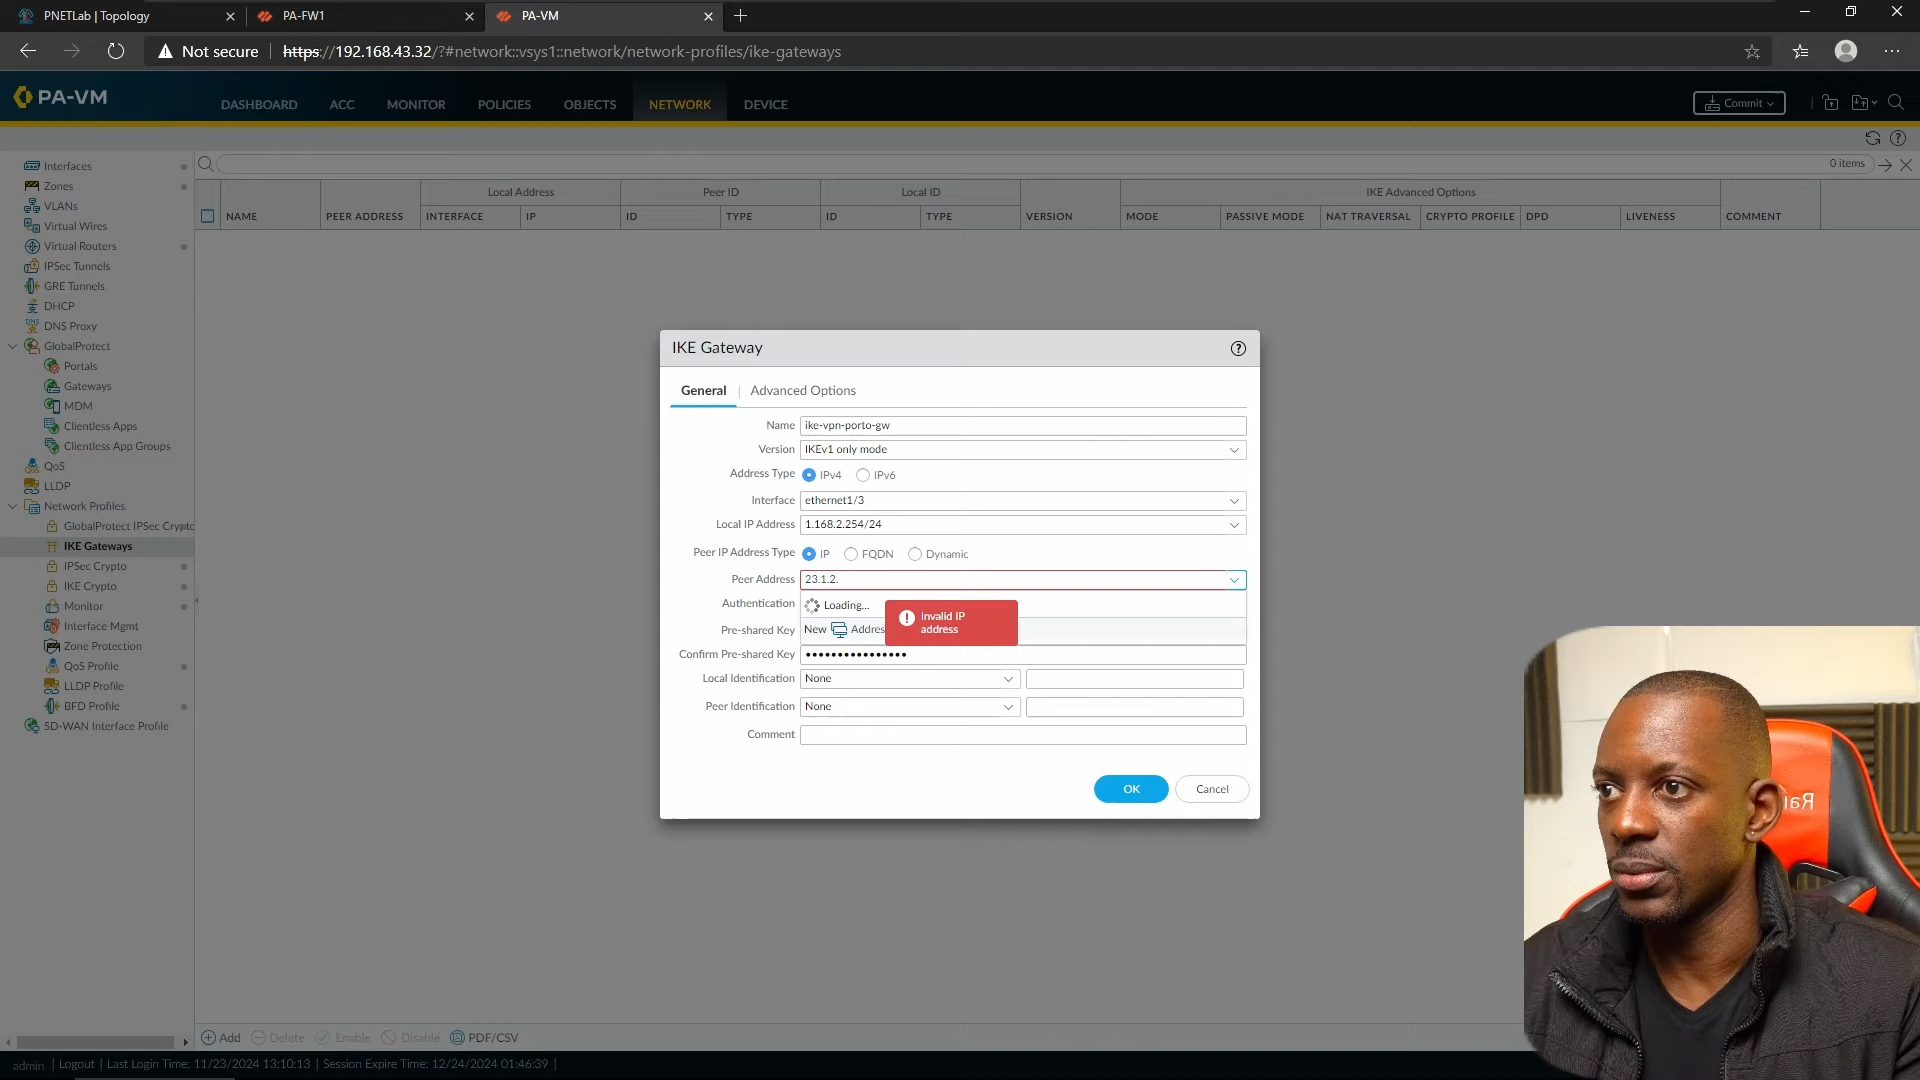 PNETLab | Topology
PA-FW1
PA-VM
Not secure
https://192.168.43.32/?#network::vsys1::network/network-profiles/ike-gateways
PA-VM
DASHBOARD
ACC
MONITOR
POLICIES
OBJECTS
NETWORK
DEVICE
Commit
0 items
Interfaces
Zones
VLANs
Virtual Wires
Virtual Routers
IPSec Tunnels
GRE Tunnels
DHCP
DNS Proxy
GlobalProtect
Portals
Gateways
MDM
Clientless Apps
Clientless App Groups
QoS
LLDP
Network Profiles
GlobalProtect IPSec Crypto
IKE Gateways
IPSec Crypto
IKE Crypto
Monitor
Interface Mgmt
Zone Protection
QoS Profile
LLDP Profile
BFD Profile
SD-WAN Interface Profile
Local Address
Peer ID
Local ID
IKE Advanced Options
NAME
PEER ADDRESS
INTERFACE
IP
ID
TYPE
ID
TYPE
VERSION
MODE
PASSIVE MODE
NAT TRAVERSAL
CRYPTO PROFILE
DPD
LIVENESS
COMMENT
IKE Gateway
General
Advanced Options
Name ike-vpn-porto-gw
Version IKEv1 only mode
Address Type IPv4 IPv6
Interface ethernet1/3
Local IP Address 1.168.2.254/24
Peer IP Address Type IP FQDN Dynamic
Peer Address 23.1.2.
Authentication Loading...
Invalid IP
address
Pre-shared Key New Addres
Confirm Pre-shared Key ••••••••••••••••
Local Identification None
Peer Identification None
Comment
OK
Cancel
Rai
Add
Delete
Enable
Disable
PDF/CSV
admin | Logout | Last Login Time: 11/23/2024 13:10:13 | Session Expire Time: 12/24/2024 01:46:39 |